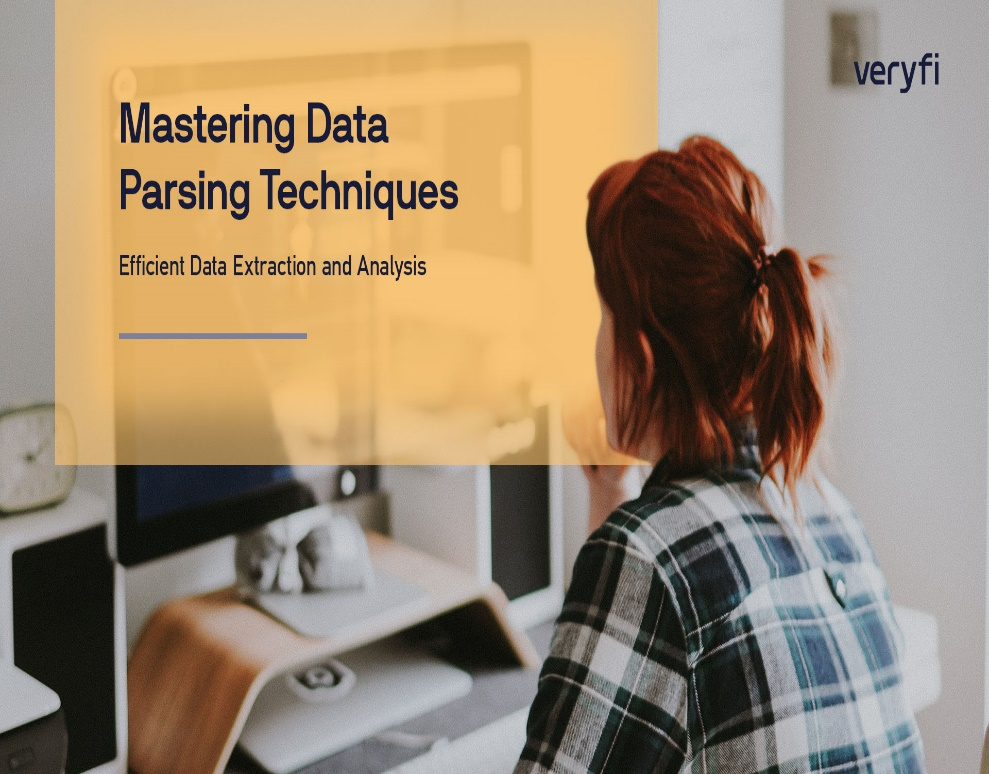 veryfi
Mastering Data
Parsing Techniques
Efficient Data Extraction and Analysis